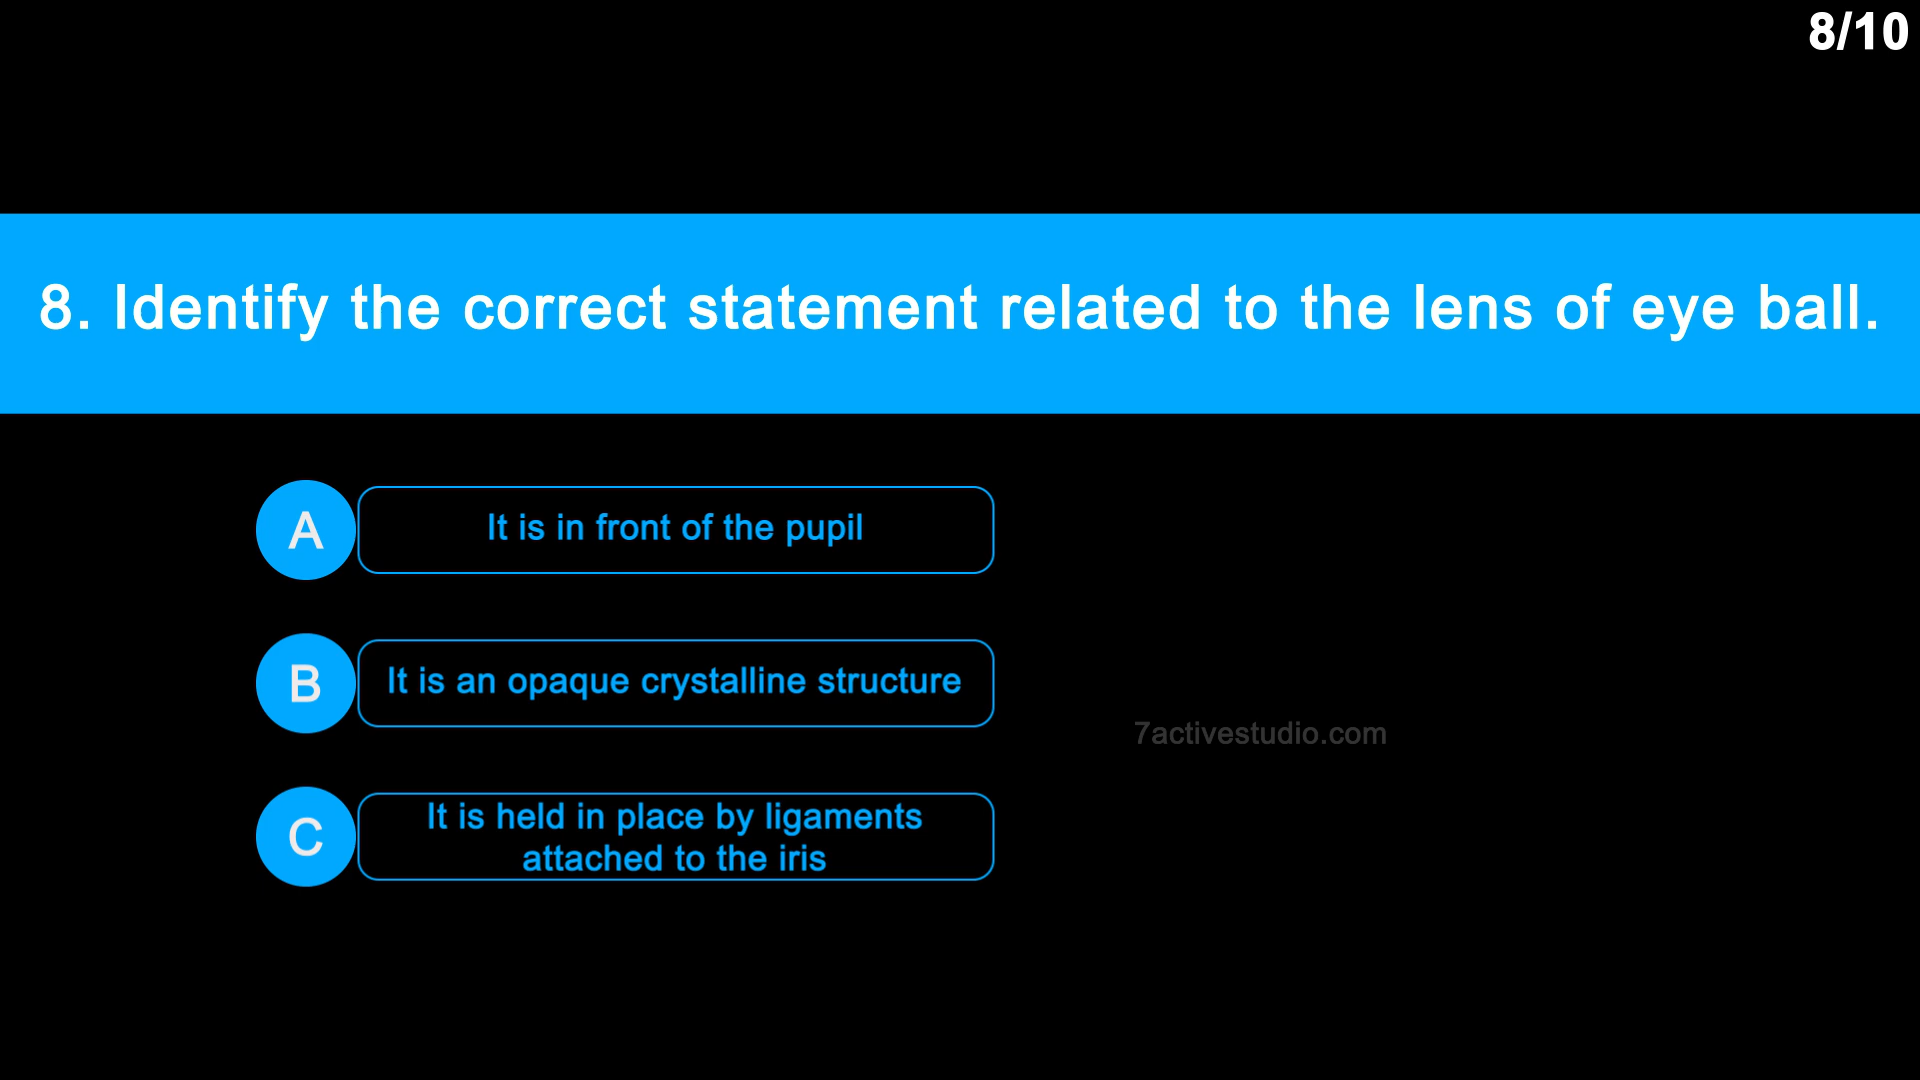 8/10
8. Identify the correct statement related to the lens of eye ball.
A
It is in front of the pupil
B
It is an opaque crystalline structure
7activestudio.com
C
It is held in place by ligaments
attached to the iris